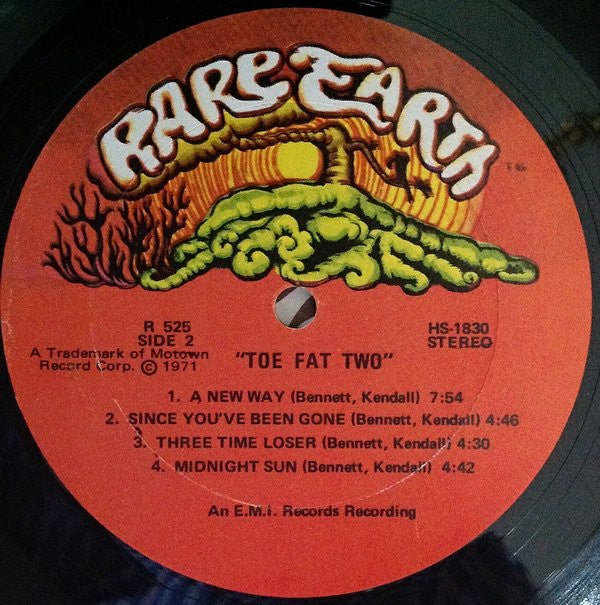 RARE EARTH
TM
R 525
SIDE 2
HS-1830
STEREO
A Trademark of Motown
Record Corp. © 1971
"TOE FAT TWO"
1. A NEW WAY (Bennett, Kendall) 7:54
2. SINCE YOU'VE BEEN GONE (Bennett, Kendall) 4:46
3. THREE TIME LOSER (Bennett, Kendall) 4:30
4. MIDNIGHT SUN (Bennett, Kendall) 4:42
An E.M.i. Records Recording